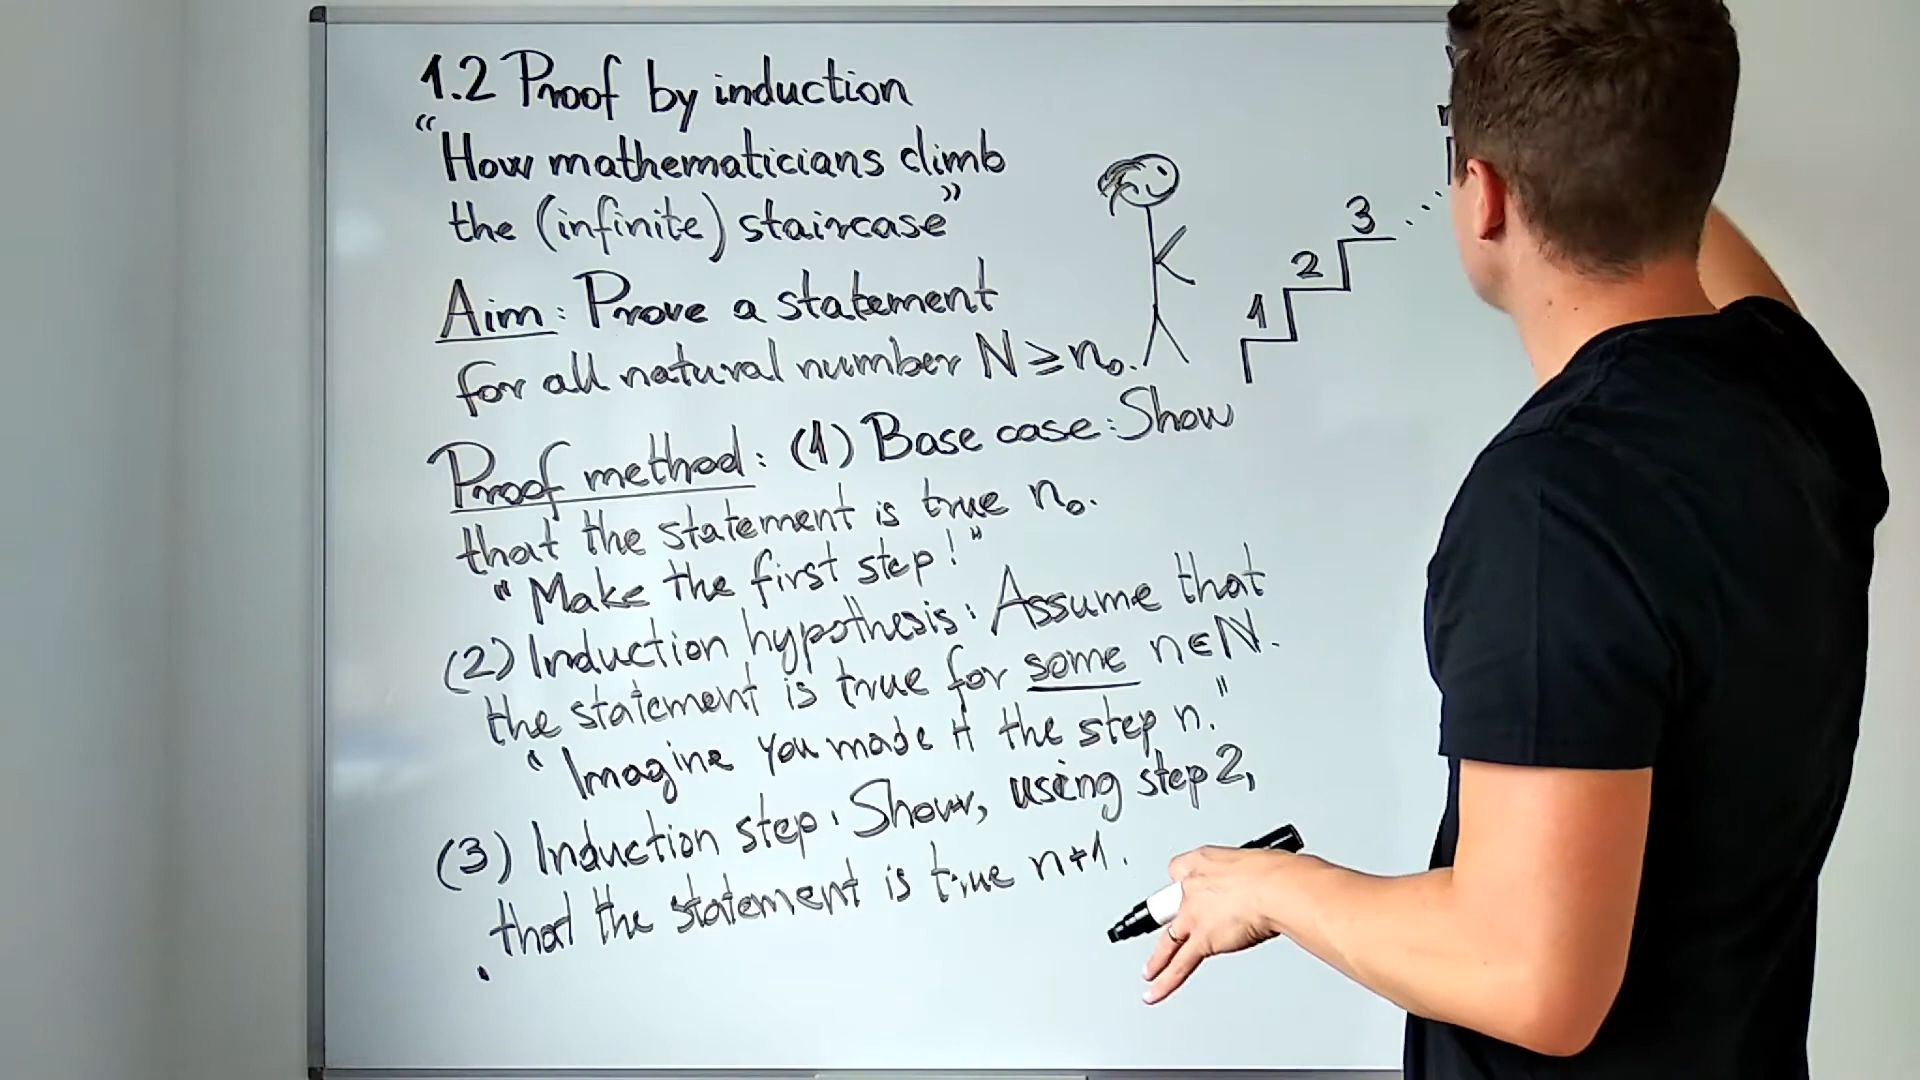 1.2 Proof by induction
"How mathematicians climb
the (infinite) staircase"
Aim: Prove a statement
for all natural number N ≥ n₀.
Proof method: (1) Base case: Show
that the statement is true n₀.
"Make the first step!"
(2) Induction hypothesis: Assume that
the statement is true for some n∈N.
"Imagine you made it the step n."
(3) Induction step: Show, using step 2,
that the statement is true n+1.
1
2
3
...